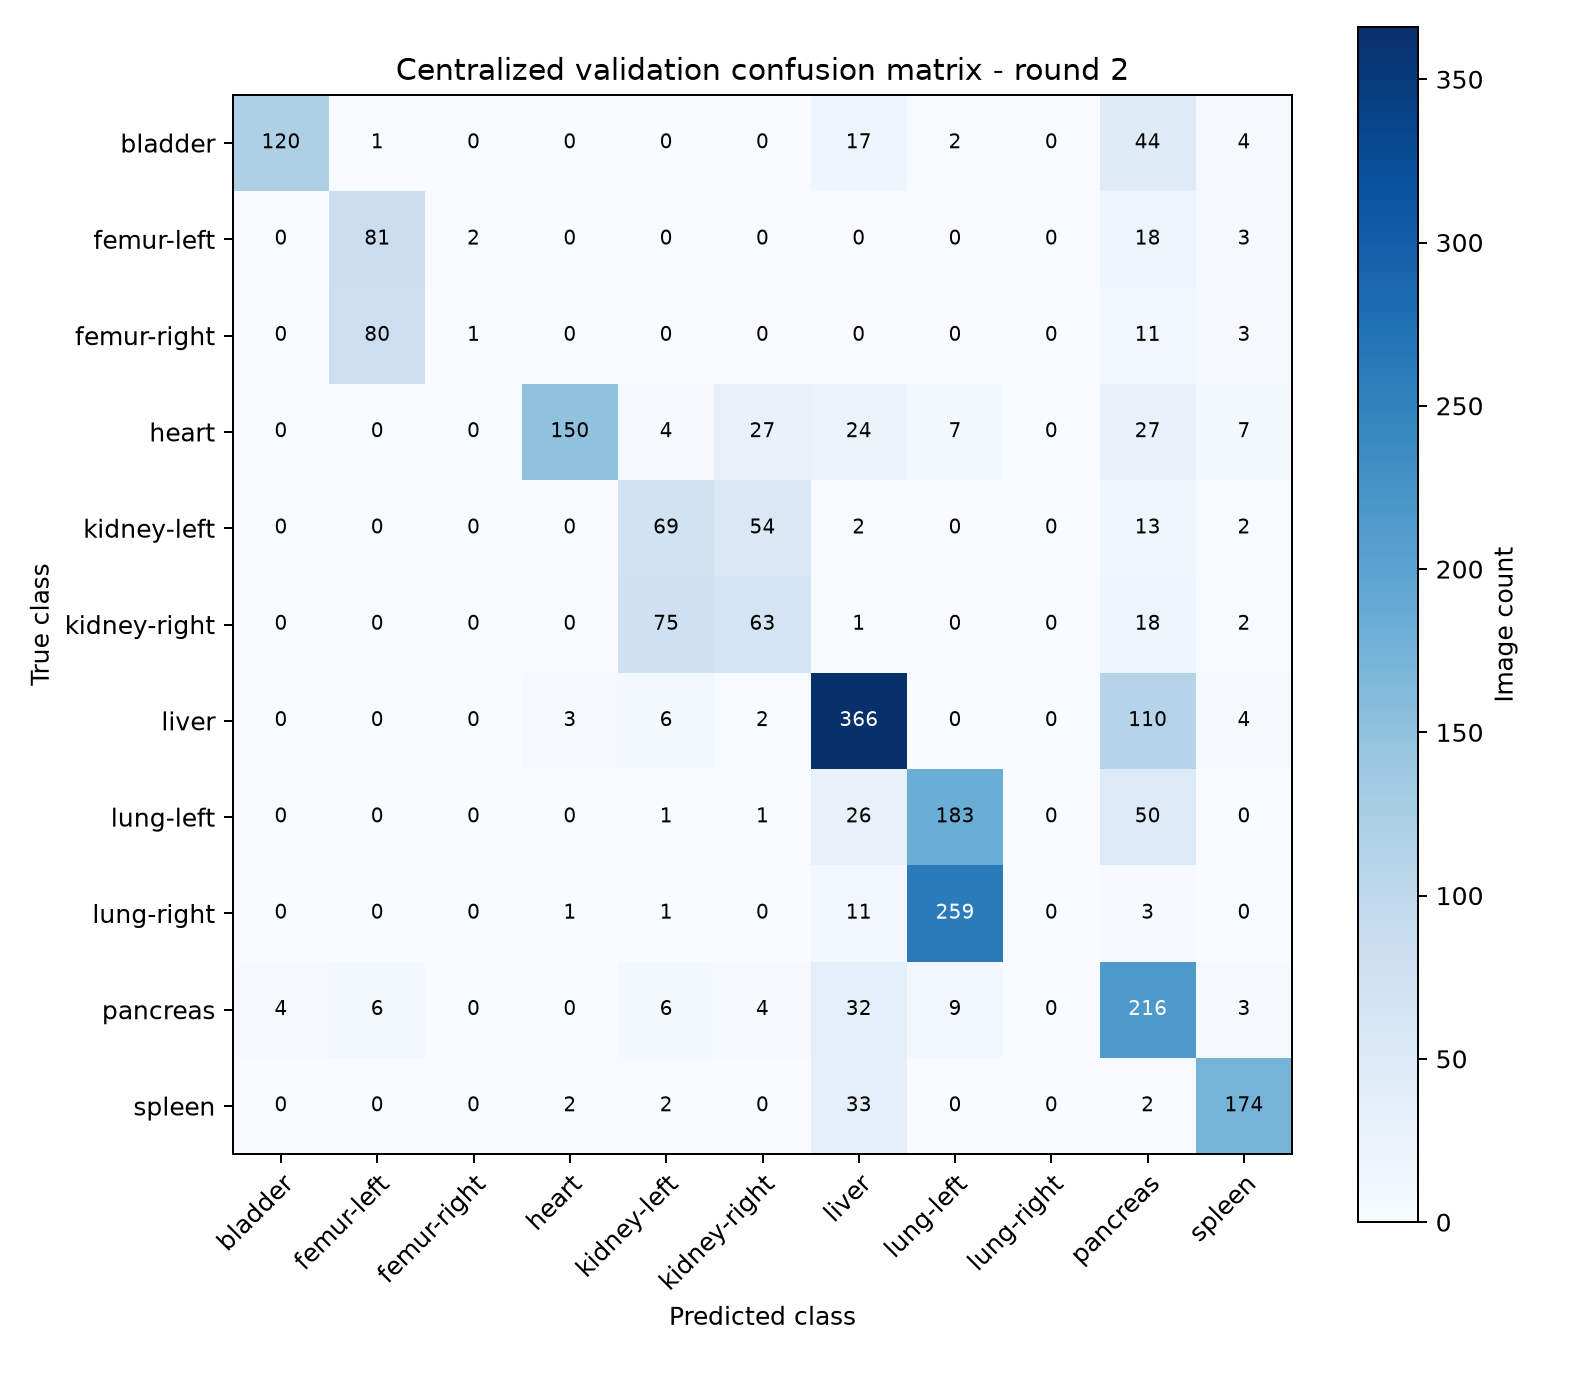 Centralized validation confusion matrix - round 2
bladder 120 1 0 0 0 0 17 2 0 44 4
femur-left 0 81 2 0 0 0 0 0 0 18 3
femur-right 0 80 1 0 0 0 0 0 0 11 3
heart 0 0 0 150 4 27 24 7 0 27 7
kidney-left 0 0 0 0 69 54 2 0 0 13 2
kidney-right 0 0 0 0 75 63 1 0 0 18 2
liver 0 0 0 3 6 2 366 0 0 110 4
lung-left 0 0 0 0 1 1 26 183 0 50 0
lung-right 0 0 0 1 1 0 11 259 0 3 0
pancreas 4 6 0 0 6 4 32 9 0 216 3
spleen 0 0 0 2 2 0 33 0 0 2 174
True class
bladder femur-left femur-right heart kidney-left kidney-right liver lung-left lung-right pancreas spleen
Predicted class
350
300
250
200
150
100
50
0
Image count